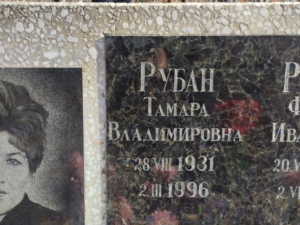 РУБАН
ТАМАРА
ВЛАДИМИРОВНА
28.VIII.1931
2.III.1996